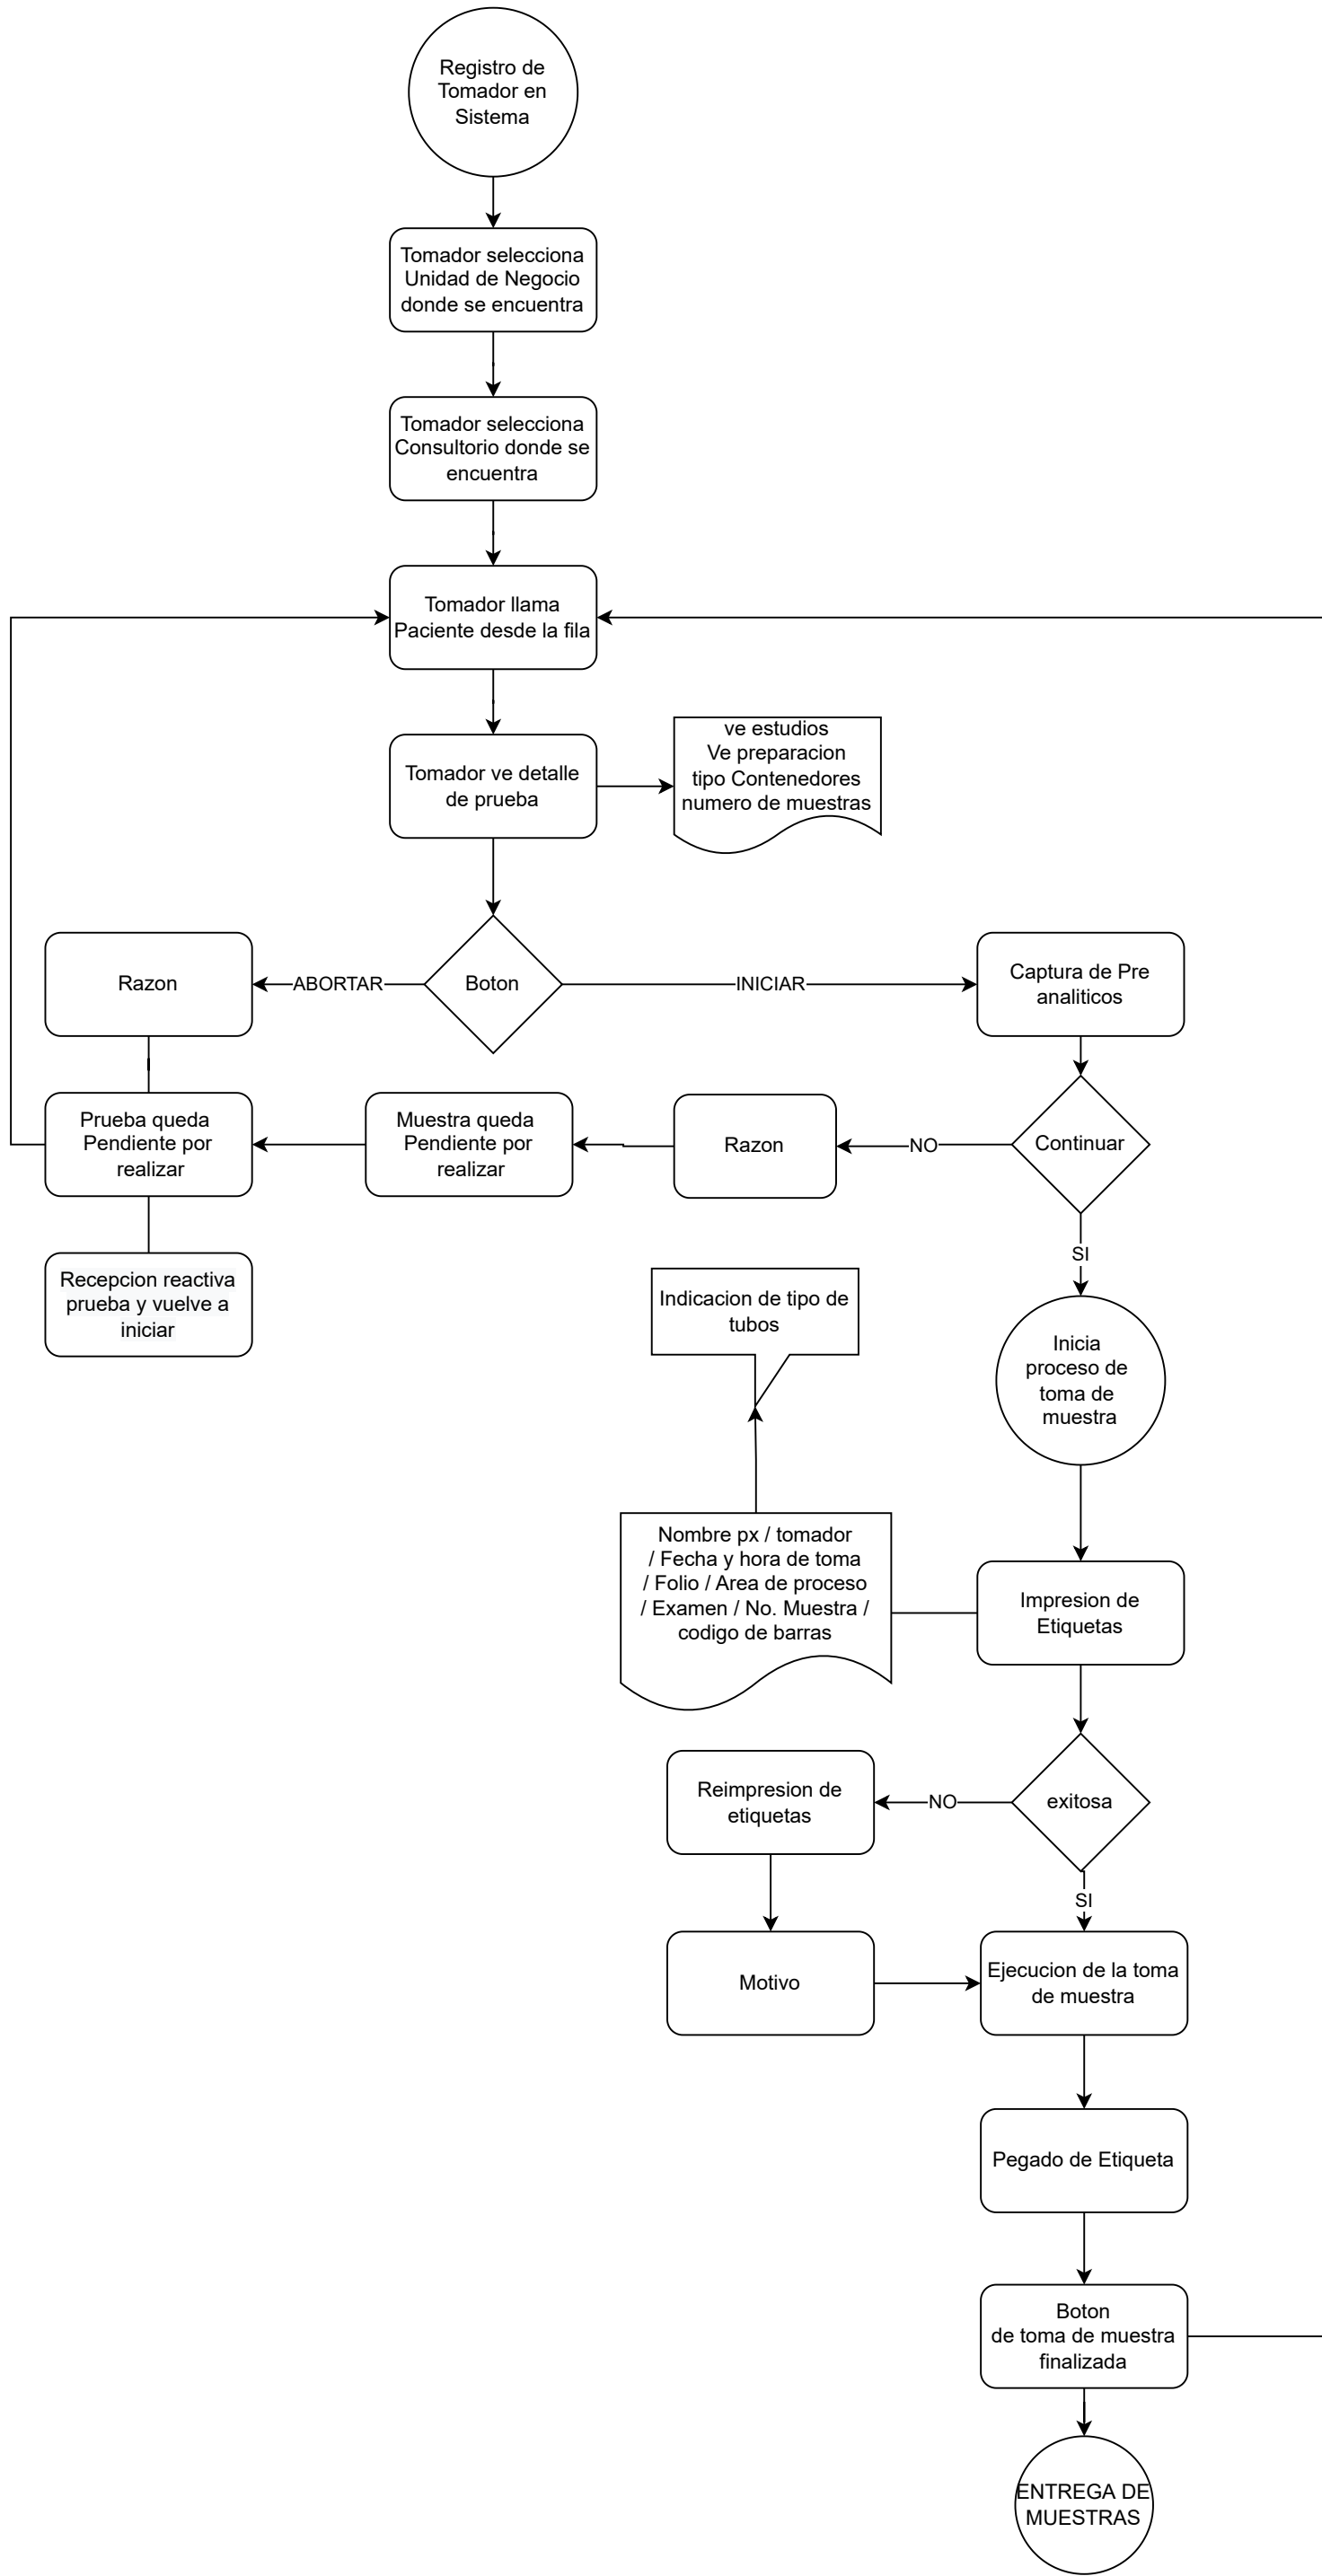 Registro de
Tomador en
Sistema
Tomador selecciona
Unidad de Negocio
donde se encuentra
Tomador selecciona
Consultorio donde se
encuentra
Tomador llama
Paciente desde la fila
Tomador ve detalle
de prueba
ve estudios
Ve preparacion
tipo Contenedores
numero de muestras
Razon
ABORTAR
Boton
INICIAR
Captura de Pre
analiticos
Prueba queda
Pendiente por
realizar
Muestra queda
Pendiente por
realizar
Razon
NO
Continuar
SI
Recepcion reactiva
prueba y vuelve a
iniciar
Indicacion de tipo de
tubos
Inicia
proceso de
toma de
muestra
Nombre px / tomador
/ Fecha y hora de toma
/ Folio / Area de proceso
/ Examen / No. Muestra /
codigo de barras
Impresion de
Etiquetas
Reimpresion de
etiquetas
NO
exitosa
SI
Motivo
Ejecucion de la toma
de muestra
Pegado de Etiqueta
Boton
de toma de muestra
finalizada
ENTREGA DE
MUESTRAS